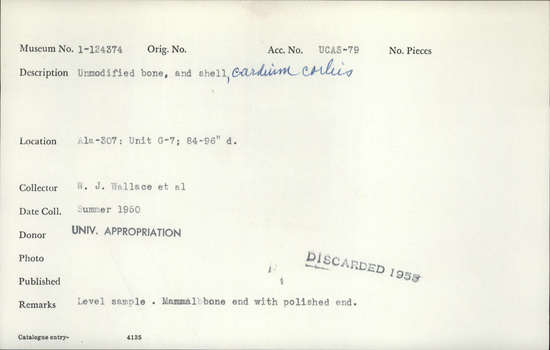 Museum No. 1-124374 Orig. No. Acc. No. UCAS-79 No. Pieces
Description Unmodified bone, and shell, cardium corbis
Location Ala-307: Unit G-7; 84-96" d.
Collector W. J. Wallace et al
Date Coll. Summer 1950
Donor UNIV. APPROPRIATION
Photo
DISCARDED 1958
Published
Remarks Level sample . Mammal bone end with polished end.
Catalogue entry- 4135